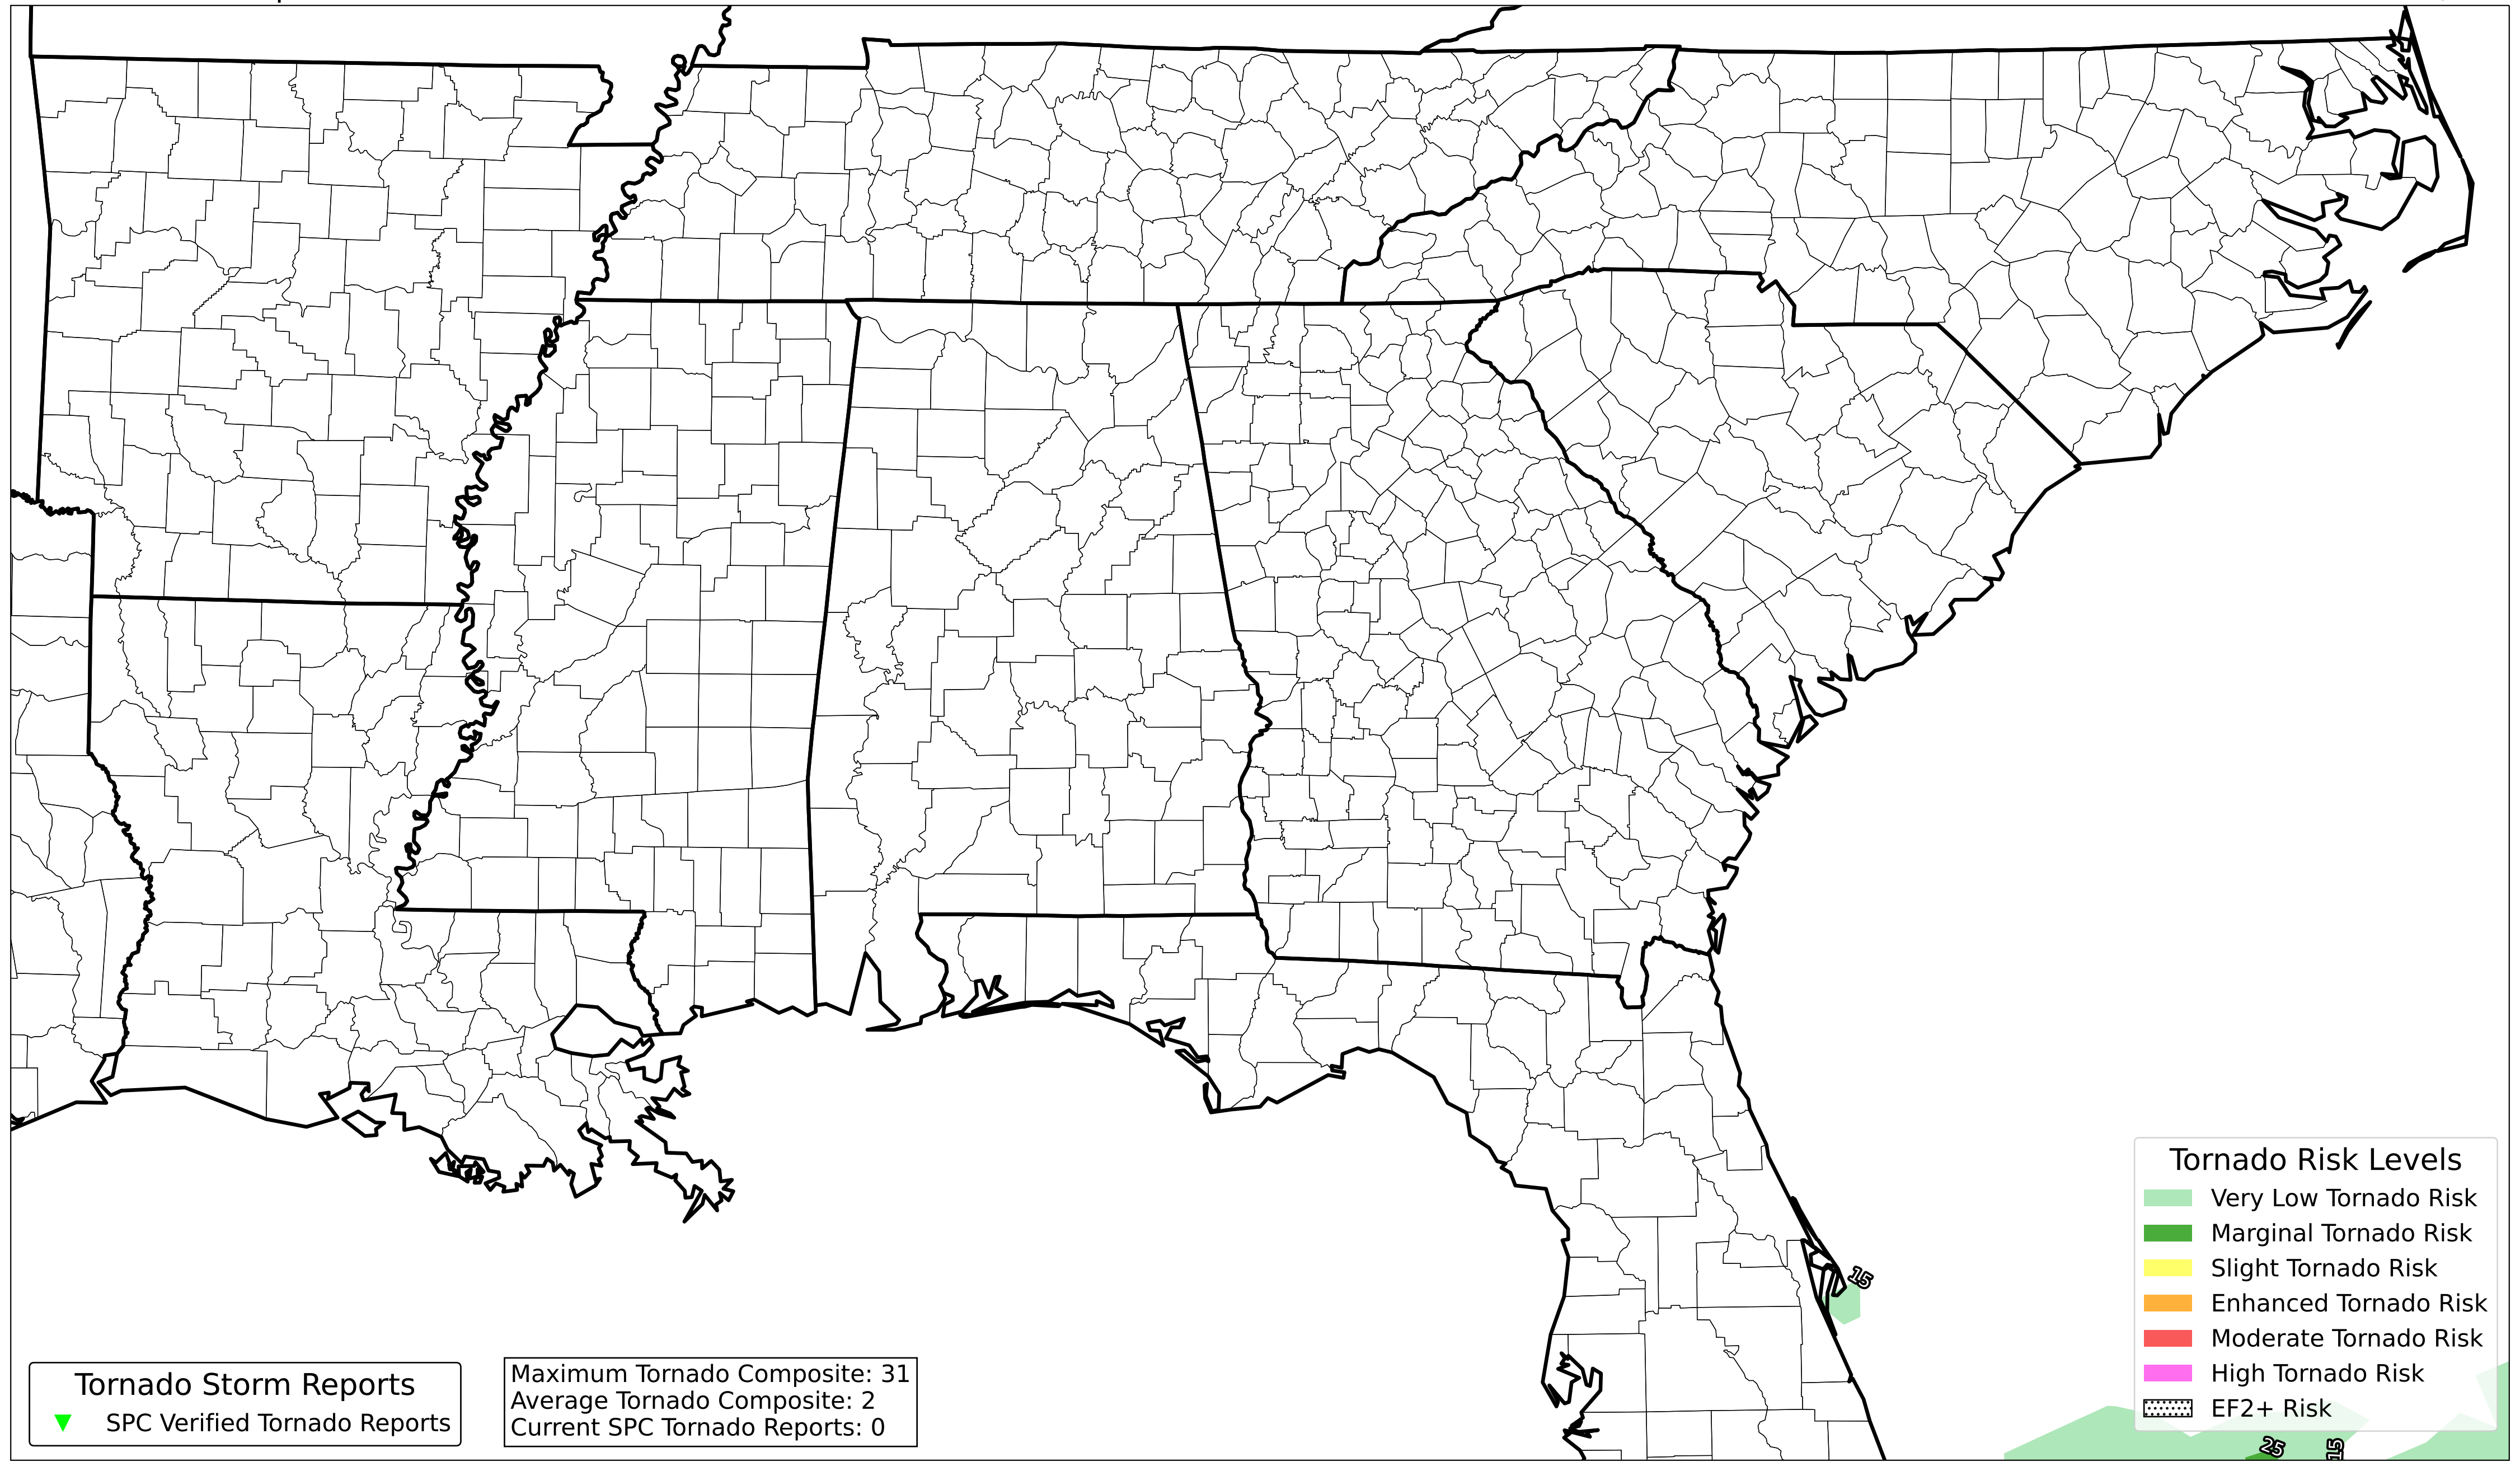 15
Tornado Risk Levels
Very Low Tornado Risk
Marginal Tornado Risk
Slight Tornado Risk
Enhanced Tornado Risk
Moderate Tornado Risk
High Tornado Risk
EF2+ Risk
Tornado Storm Reports
SPC Verified Tornado Reports
Maximum Tornado Composite: 31
Average Tornado Composite: 2
Current SPC Tornado Reports: 0
25
15